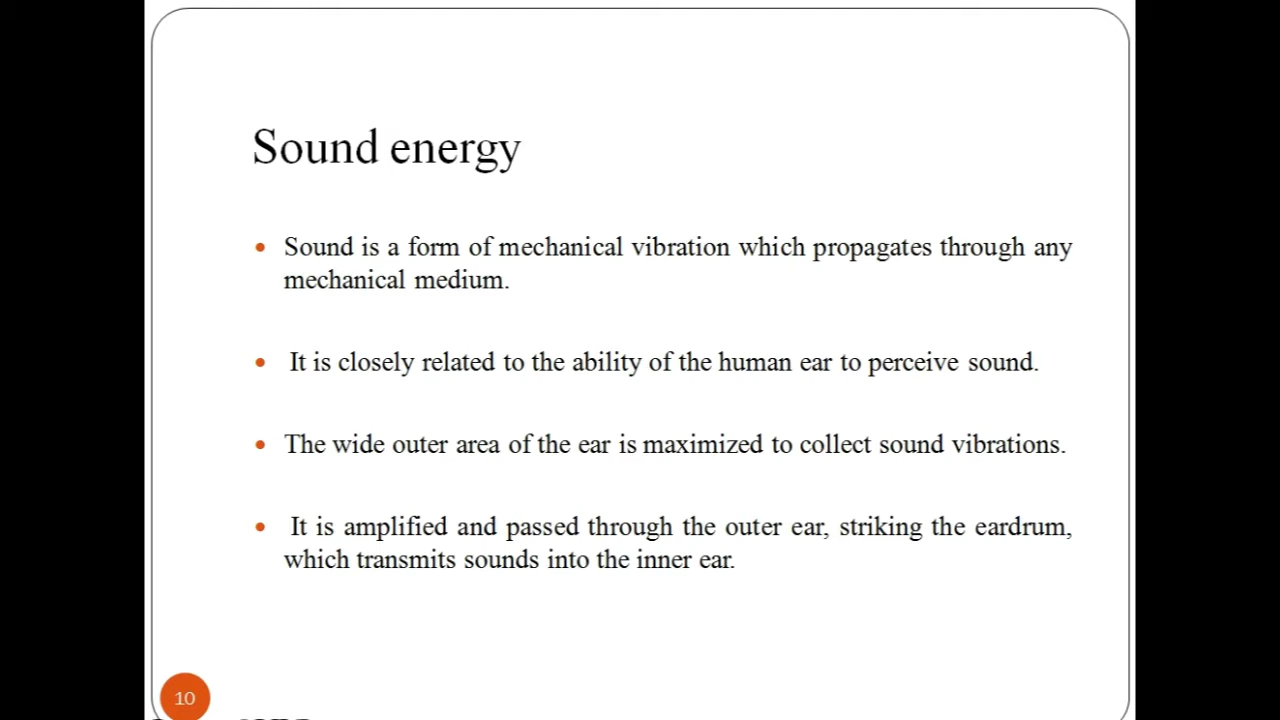 Sound energy
• Sound is a form of mechanical vibration which propagates through any
mechanical medium.
• It is closely related to the ability of the human ear to perceive sound.
• The wide outer area of the ear is maximized to collect sound vibrations.
• It is amplified and passed through the outer ear, striking the eardrum,
which transmits sounds into the inner ear.
10